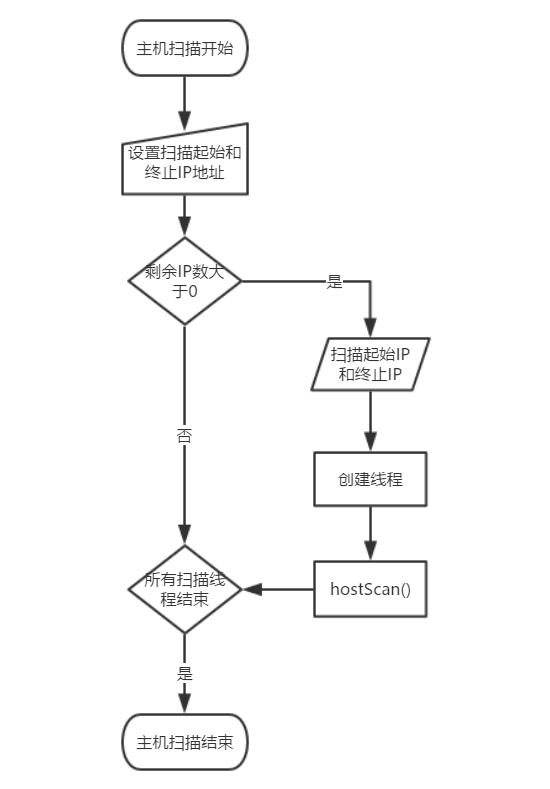 主机扫描开始
设置扫描起始和
终止IP地址
剩余IP数大
于0
是
扫描起始IP
和终止IP
创建线程
否
所有扫描线
程结束
hostScan()
是
主机扫描结束